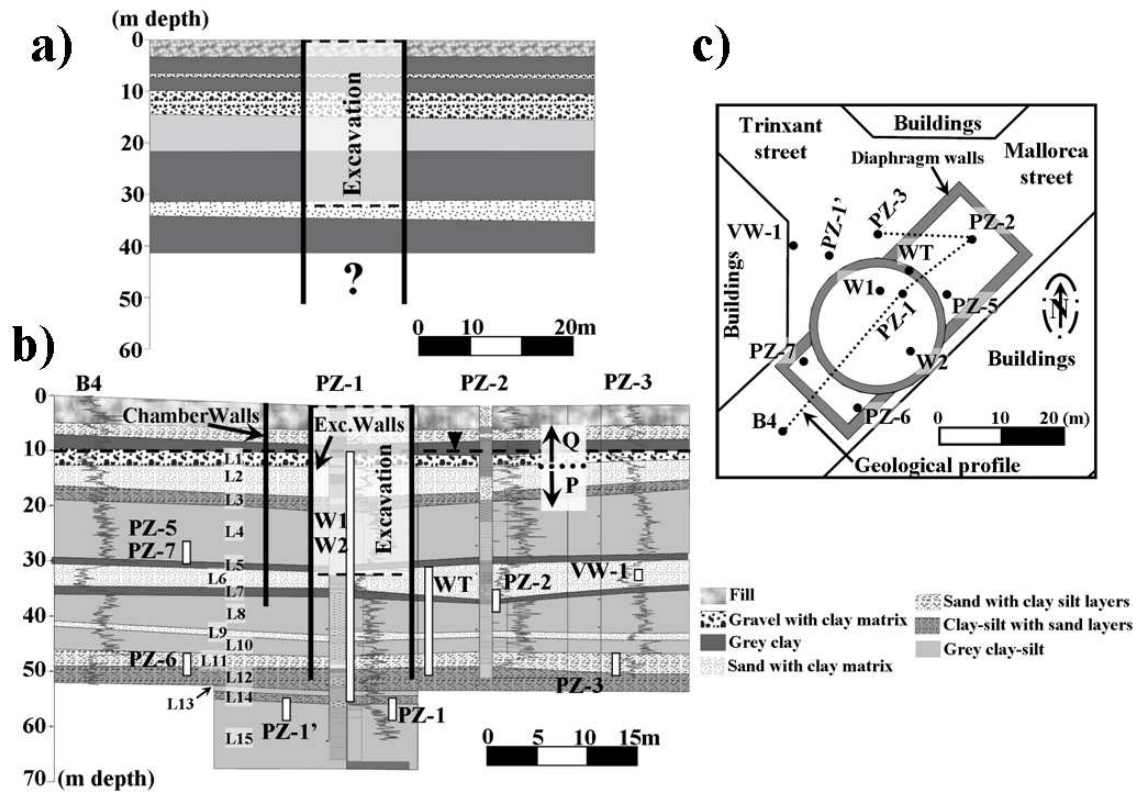 a)
(m depth)
0
10
20
30
40
50
60
Excavation
?
0 10 20m
b)
B4 PZ-1 PZ-2 PZ-3
0
10
20
30
40
50
60
70
(m depth)
ChamberWalls
Exc.Walls
Q
P
L1
L2
L3
L4
L5
L6
L7
L8
L9
L10
L11
L12
L13
L14
L15
PZ-5
PZ-7
W1
W2
Excavation
WT
PZ-2
VW-1
PZ-6
PZ-3
PZ-1'
PZ-1
0 5 10 15m
c)
Trinxant
street
Buildings
Mallorca
street
Diaphragm walls
VW-1
PZ-1'
PZ-3
PZ-2
WT
W1
PZ-1
PZ-5
N
Buildings
PZ-7
W2
Buildings
PZ-6
B4
0 10 20 (m)
Geological profile
Fill
Gravel with clay matrix
Grey clay
Sand with clay matrix
Sand with clay silt layers
Clay-silt with sand layers
Grey clay-silt